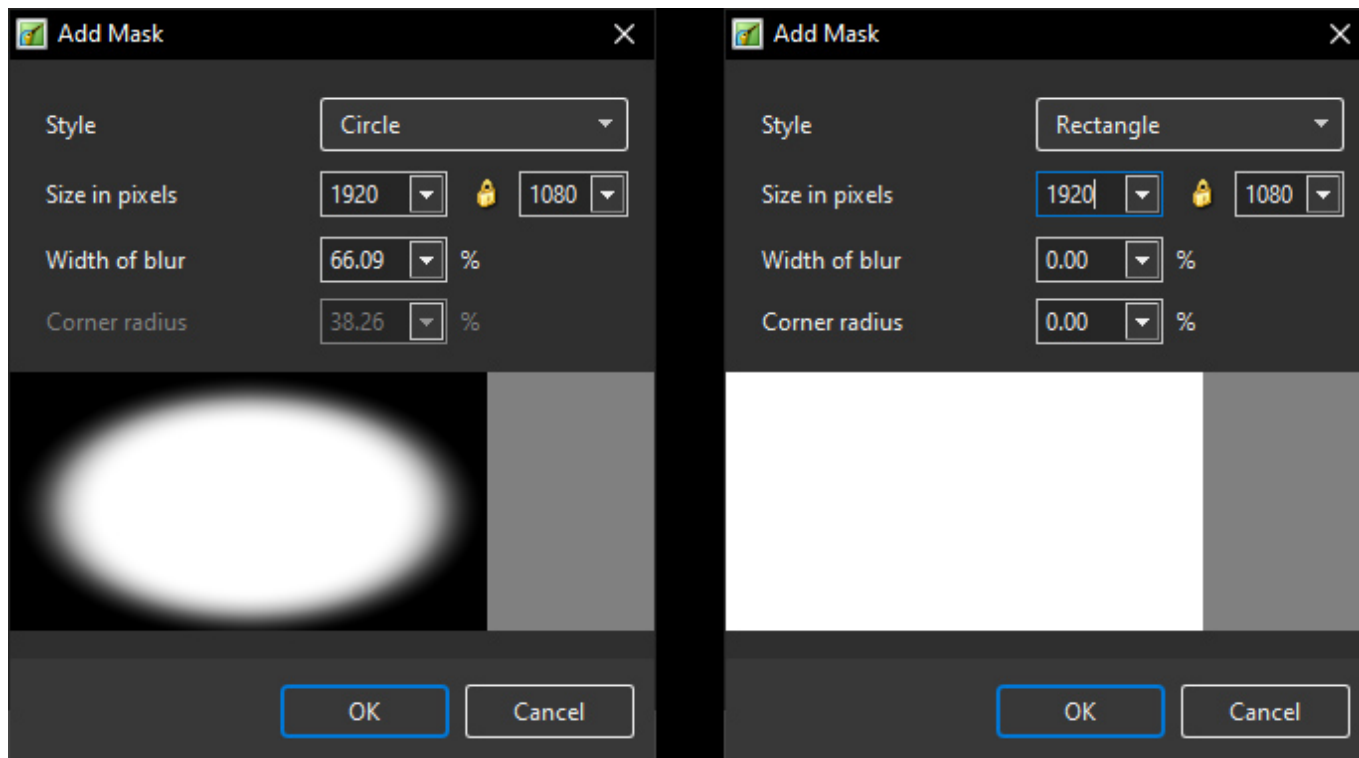 Add Mask
Style Circle
Size in pixels 1920 1080
Width of blur 66.09 %
Corner radius 38.26 %
OK Cancel
Add Mask
Style Rectangle
Size in pixels 1920 1080
Width of blur 0.00 %
Corner radius 0.00 %
OK Cancel